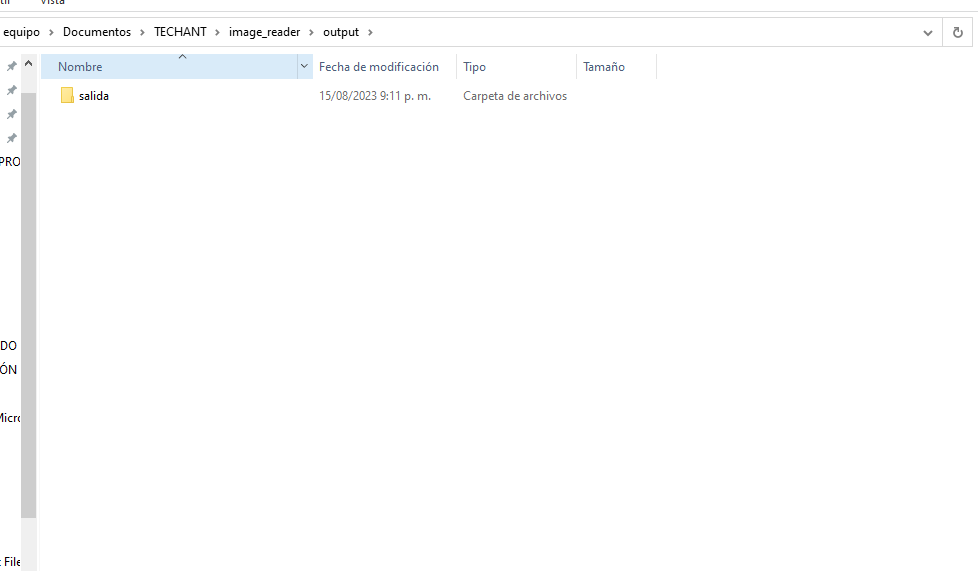 Vista
equipo > Documentos > TECHANT > image_reader > output >
Nombre Fecha de modificación Tipo Tamaño
salida 15/08/2023 9:11 p. m. Carpeta de archivos
PRO
DO
ÓN
Micro
t File